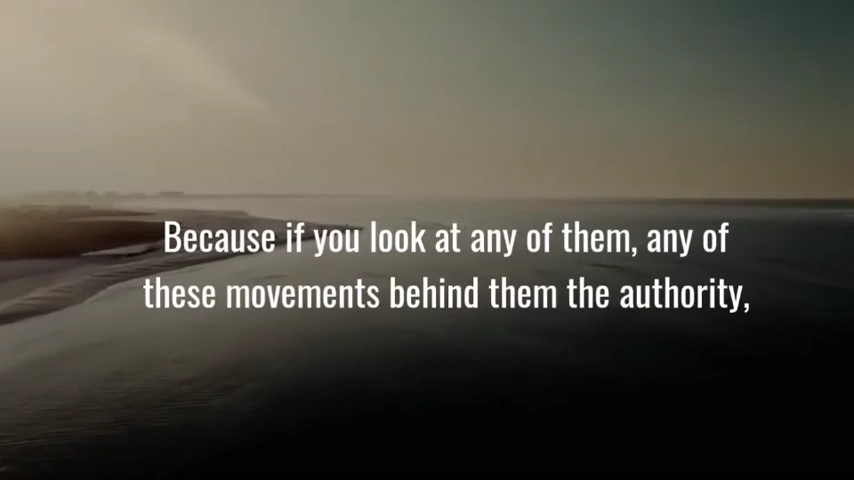 Because if you look at any of them, any of
these movements behind them the authority,